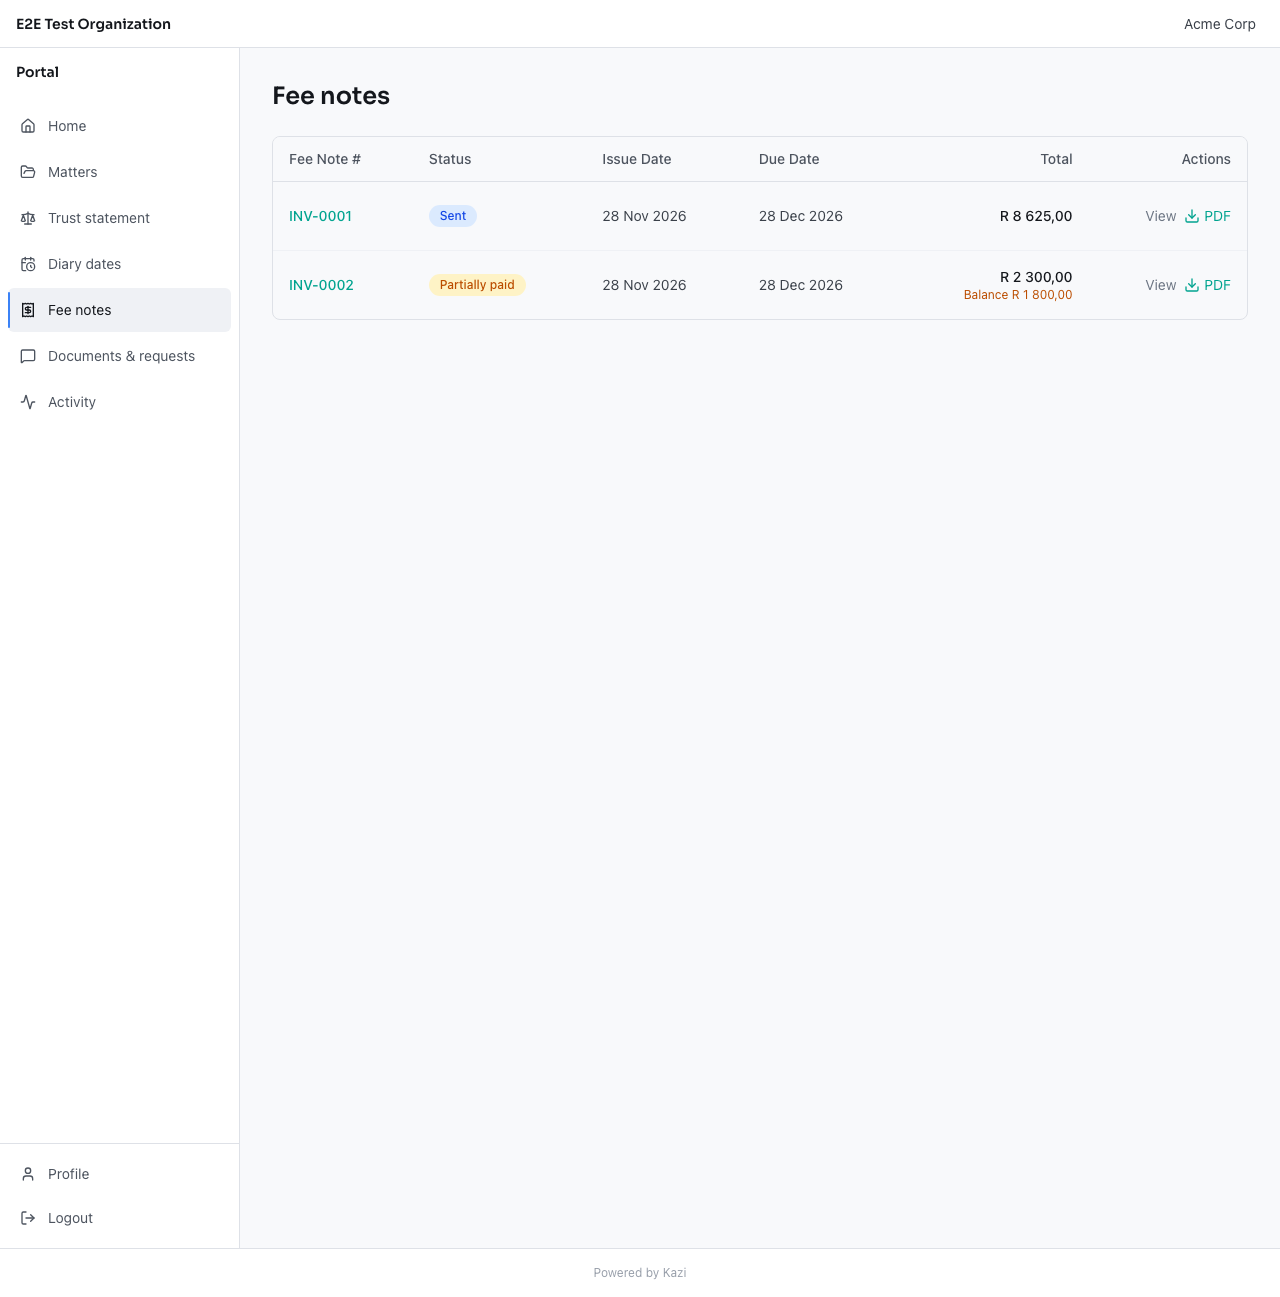 E2E Test Organization
Acme Corp
Portal
Home
Matters
Trust statement
Diary dates
Fee notes
Documents & requests
Activity
Profile
Logout
Fee notes
Fee Note # Status Issue Date Due Date Total Actions
INV-0001 Sent 28 Nov 2026 28 Dec 2026 R 8 625,00 View PDF
INV-0002 Partially paid 28 Nov 2026 28 Dec 2026 R 2 300,00 View PDF
Balance R 1 800,00
Powered by Kazi